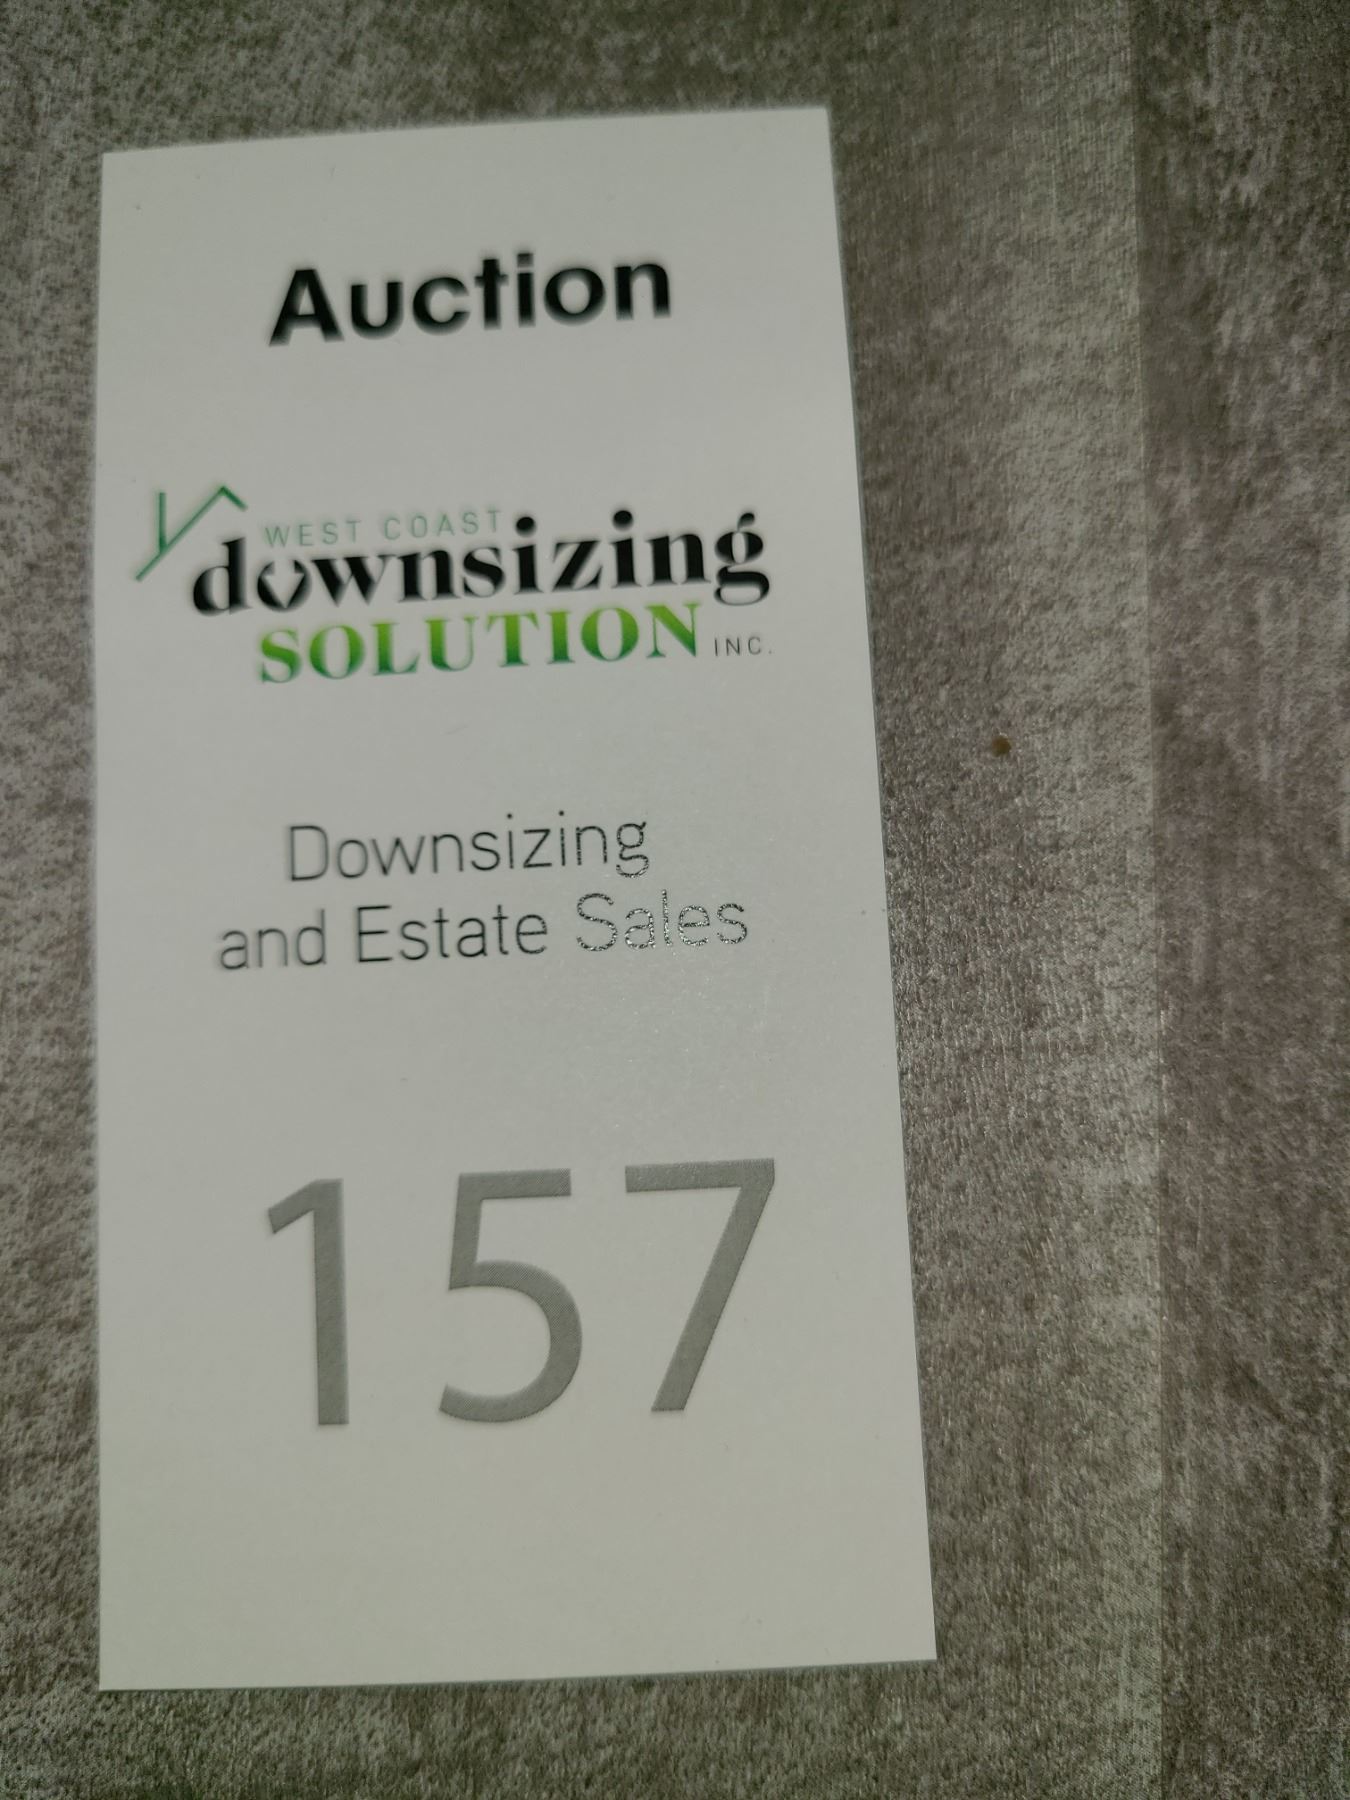 Auction
WEST COAST
downsizing
SOLUTION INC.
Downsizing
and Estate Sales
157